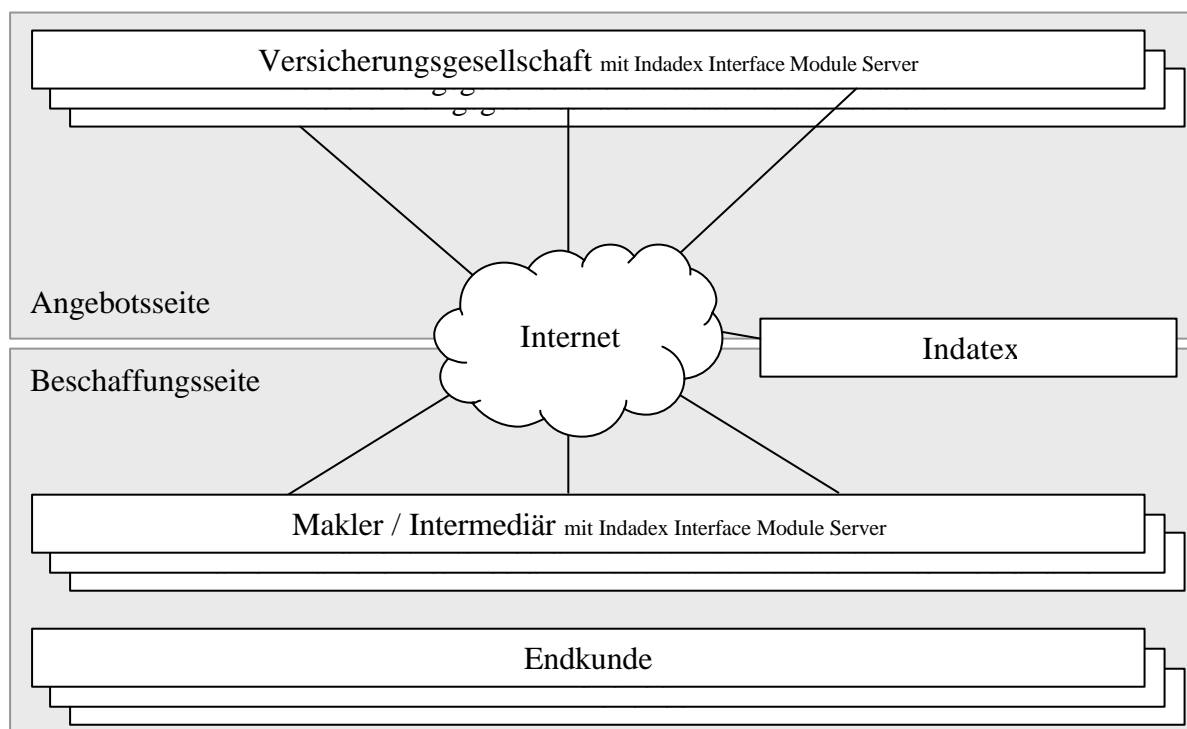 Versicherungsgesellschaft mit Indadex Interface Module Server
Angebotsseite
Internet
Indatex
Beschaffungsseite
Makler / Intermediär mit Indadex Interface Module Server
Endkunde